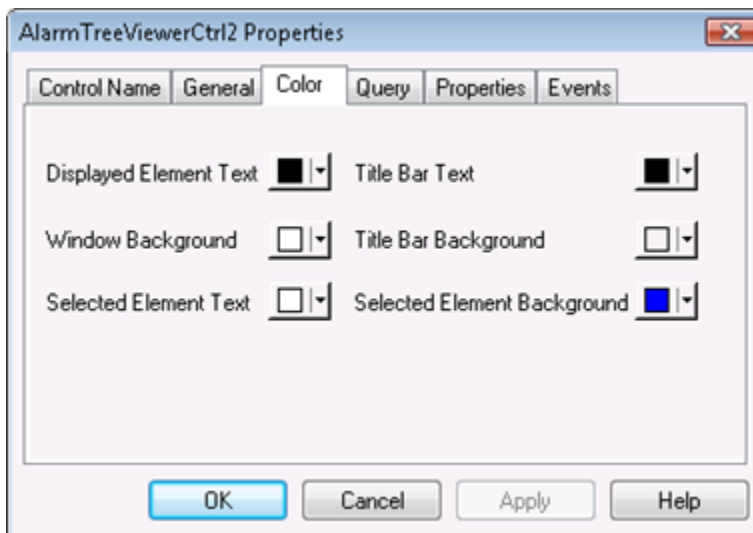 AlarmTreeViewerCtrl2 Properties
Control Name General Color Query Properties Events
Displayed Element Text Title Bar Text
Window Background Title Bar Background
Selected Element Text Selected Element Background
OK Cancel Apply Help